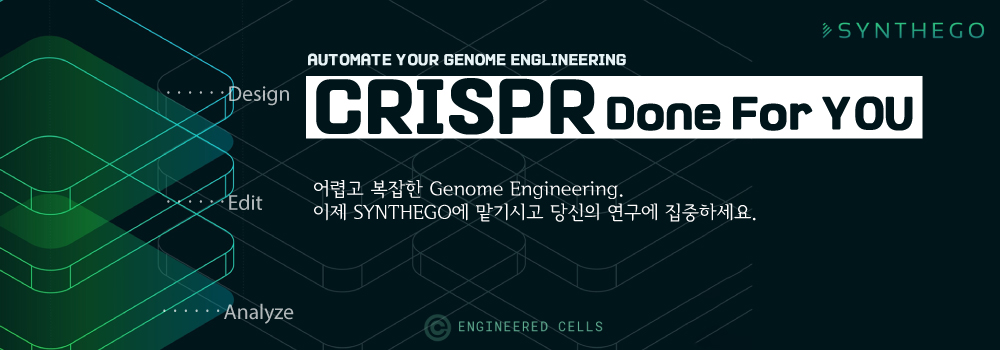 SYNTHEGO
AUTOMATE YOUR GENOME ENGLINEERING
CRISPR Done For YOU
Design
어렵고 복잡한 Genome Engineering.
이제 SYNTHEGO에 맡기시고 당신의 연구에 집중하세요.
Edit
Analyze
ENGINEERED CELLS